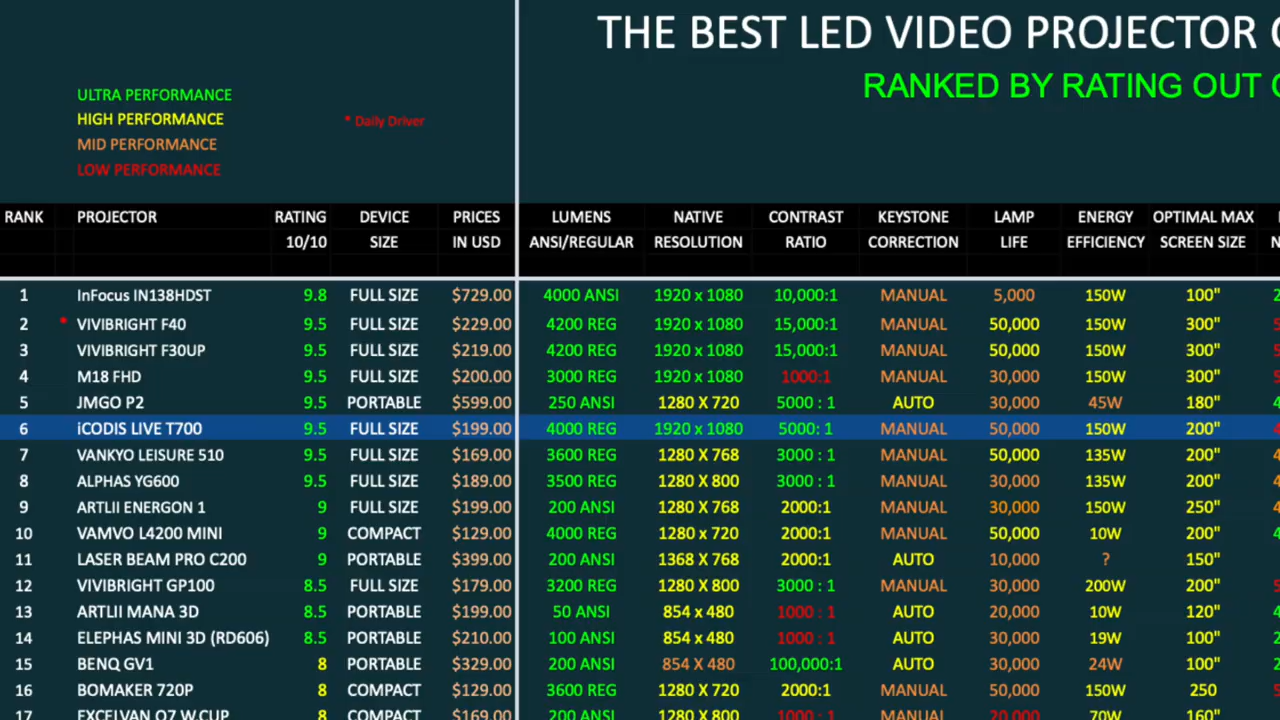 THE BEST LED VIDEO PROJECTOR
RANKED BY RATING OUT
ULTRA PERFORMANCE
HIGH PERFORMANCE
* Daily Driver
MID PERFORMANCE
LOW PERFORMANCE
RANK PROJECTOR RATING DEVICE PRICES LUMENS NATIVE CONTRAST KEYSTONE LAMP ENERGY OPTIMAL MAX
10/10 SIZE IN USD ANSI/REGULAR RESOLUTION RATIO CORRECTION LIFE EFFICIENCY SCREEN SIZE
1 InFocus IN138HDST 9.8 FULL SIZE $729.00 4000 ANSI 1920 x 1080 10,000:1 MANUAL 5,000 150W 100"
2 * VIVIBRIGHT F40 9.5 FULL SIZE $229.00 4200 REG 1920 x 1080 15,000:1 MANUAL 50,000 150W 300"
3 VIVIBRIGHT F30UP 9.5 FULL SIZE $219.00 4200 REG 1920 x 1080 15,000:1 MANUAL 50,000 150W 300"
4 M18 FHD 9.5 FULL SIZE $200.00 3000 REG 1920 x 1080 1000:1 MANUAL 30,000 150W 300"
5 JMGO P2 9.5 PORTABLE $599.00 250 ANSI 1280 X 720 5000 : 1 AUTO 30,000 45W 180"
6 iCODIS LIVE T700 9.5 FULL SIZE $199.00 4000 REG 1920 x 1080 5000: 1 MANUAL 50,000 150W 200"
7 VANKYO LEISURE 510 9.5 FULL SIZE $169.00 3600 REG 1280 X 768 3000 : 1 MANUAL 50,000 135W 200"
8 ALPHAS YG600 9.5 FULL SIZE $189.00 3500 REG 1280 X 800 3000 : 1 MANUAL 30,000 135W 200"
9 ARTLII ENERGON 1 9 FULL SIZE $199.00 200 ANSI 1280 X 768 2000:1 MANUAL 30,000 150W 250"
10 VAMVO L4200 MINI 9 COMPACT $129.00 4000 REG 1280 x 720 2000:1 MANUAL 50,000 10W 200"
11 LASER BEAM PRO C200 9 PORTABLE $399.00 200 ANSI 1368 X 768 2000:1 AUTO 10,000 ? 150"
12 VIVIBRIGHT GP100 8.5 FULL SIZE $179.00 3200 REG 1280 X 800 3000 : 1 MANUAL 30,000 200W 200"
13 ARTLII MANA 3D 8.5 PORTABLE $199.00 50 ANSI 854 x 480 1000 : 1 AUTO 20,000 10W 120"
14 ELEPHAS MINI 3D (RD606) 8.5 PORTABLE $210.00 100 ANSI 854 x 480 1000 : 1 AUTO 30,000 19W 100"
15 BENQ GV1 8 PORTABLE $329.00 200 ANSI 854 X 480 100,000:1 AUTO 30,000 24W 100"
16 BOMAKER 720P 8 COMPACT $129.00 3600 REG 1280 X 720 2000:1 MANUAL 50,000 150W 250
17 EXCELVAN Q7 W.CUP 8 COMPACT $169.00 200 ANSI 1280 X 800 1000 : 1 MANUAL 20,000 70W 160"